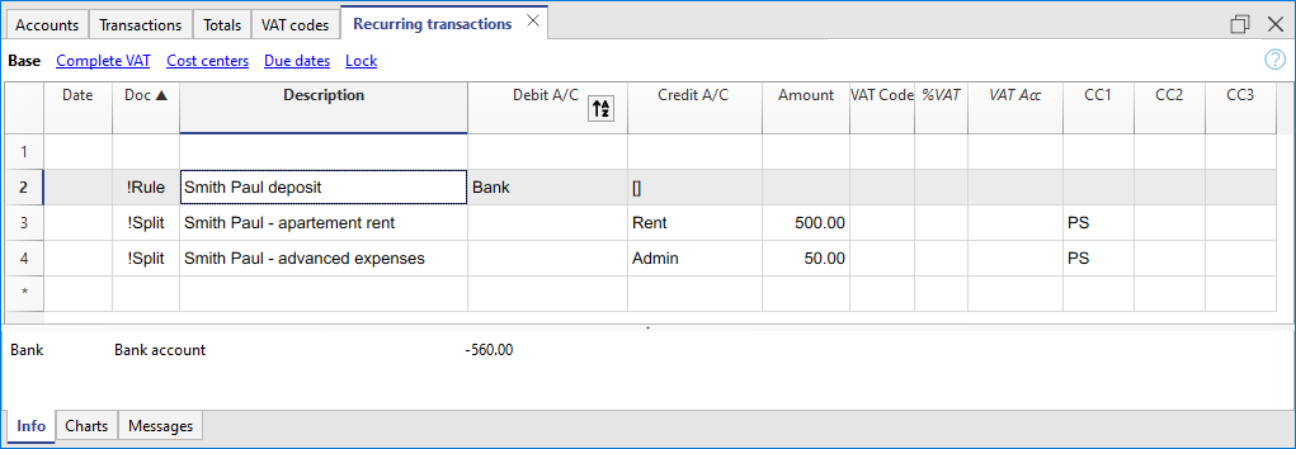 Accounts Transactions Totals VAT codes Recurring transactions
Base Complete VAT Cost centers Due dates Lock ?
Date Doc ▲ Description Debit A/C Credit A/C Amount VAT Code %VAT VAT Acc CC1 CC2 CC3
1
2 !Rule Smith Paul deposit Bank []
3 !Split Smith Paul - apartement rent Rent 500.00 PS
4 !Split Smith Paul - advanced expenses Admin 50.00 PS
*
Bank Bank account -560.00
Info Charts Messages